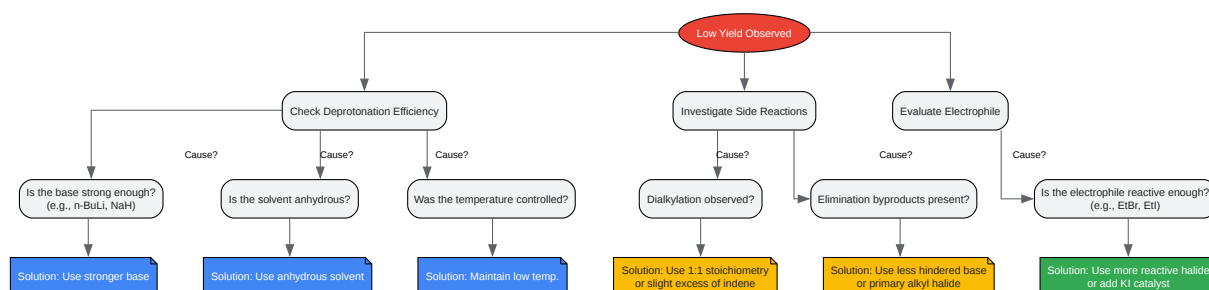 Low Yield Observed
Check Deprotonation Efficiency
Investigate Side Reactions
Evaluate Electrophile
Cause?
Cause?
Cause?
Cause?
Cause?
Cause?
Is the base strong enough?
(e.g., n-BuLi, NaH)
Is the solvent anhydrous?
Was the temperature controlled?
Dialkylation observed?
Elimination byproducts present?
Is the electrophile reactive enough?
(e.g., EtBr, EtI)
Solution: Use stronger base
Solution: Use anhydrous solvent
Solution: Maintain low temp.
Solution: Use 1:1 stoichiometry
or slight excess of indene
Solution: Use less hindered base
or primary alkyl halide
Solution: Use more reactive halide
or add KI catalyst